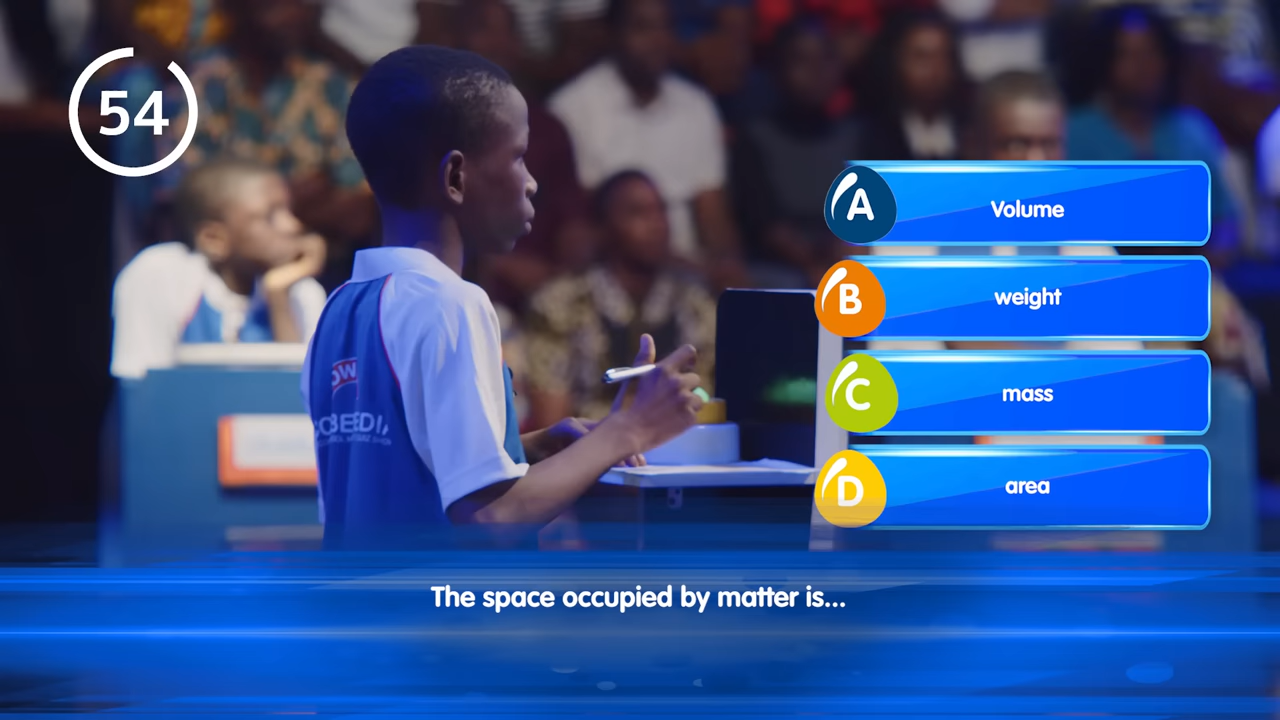 54
A
Volume
B
weight
C
mass
D
area
The space occupied by matter is...